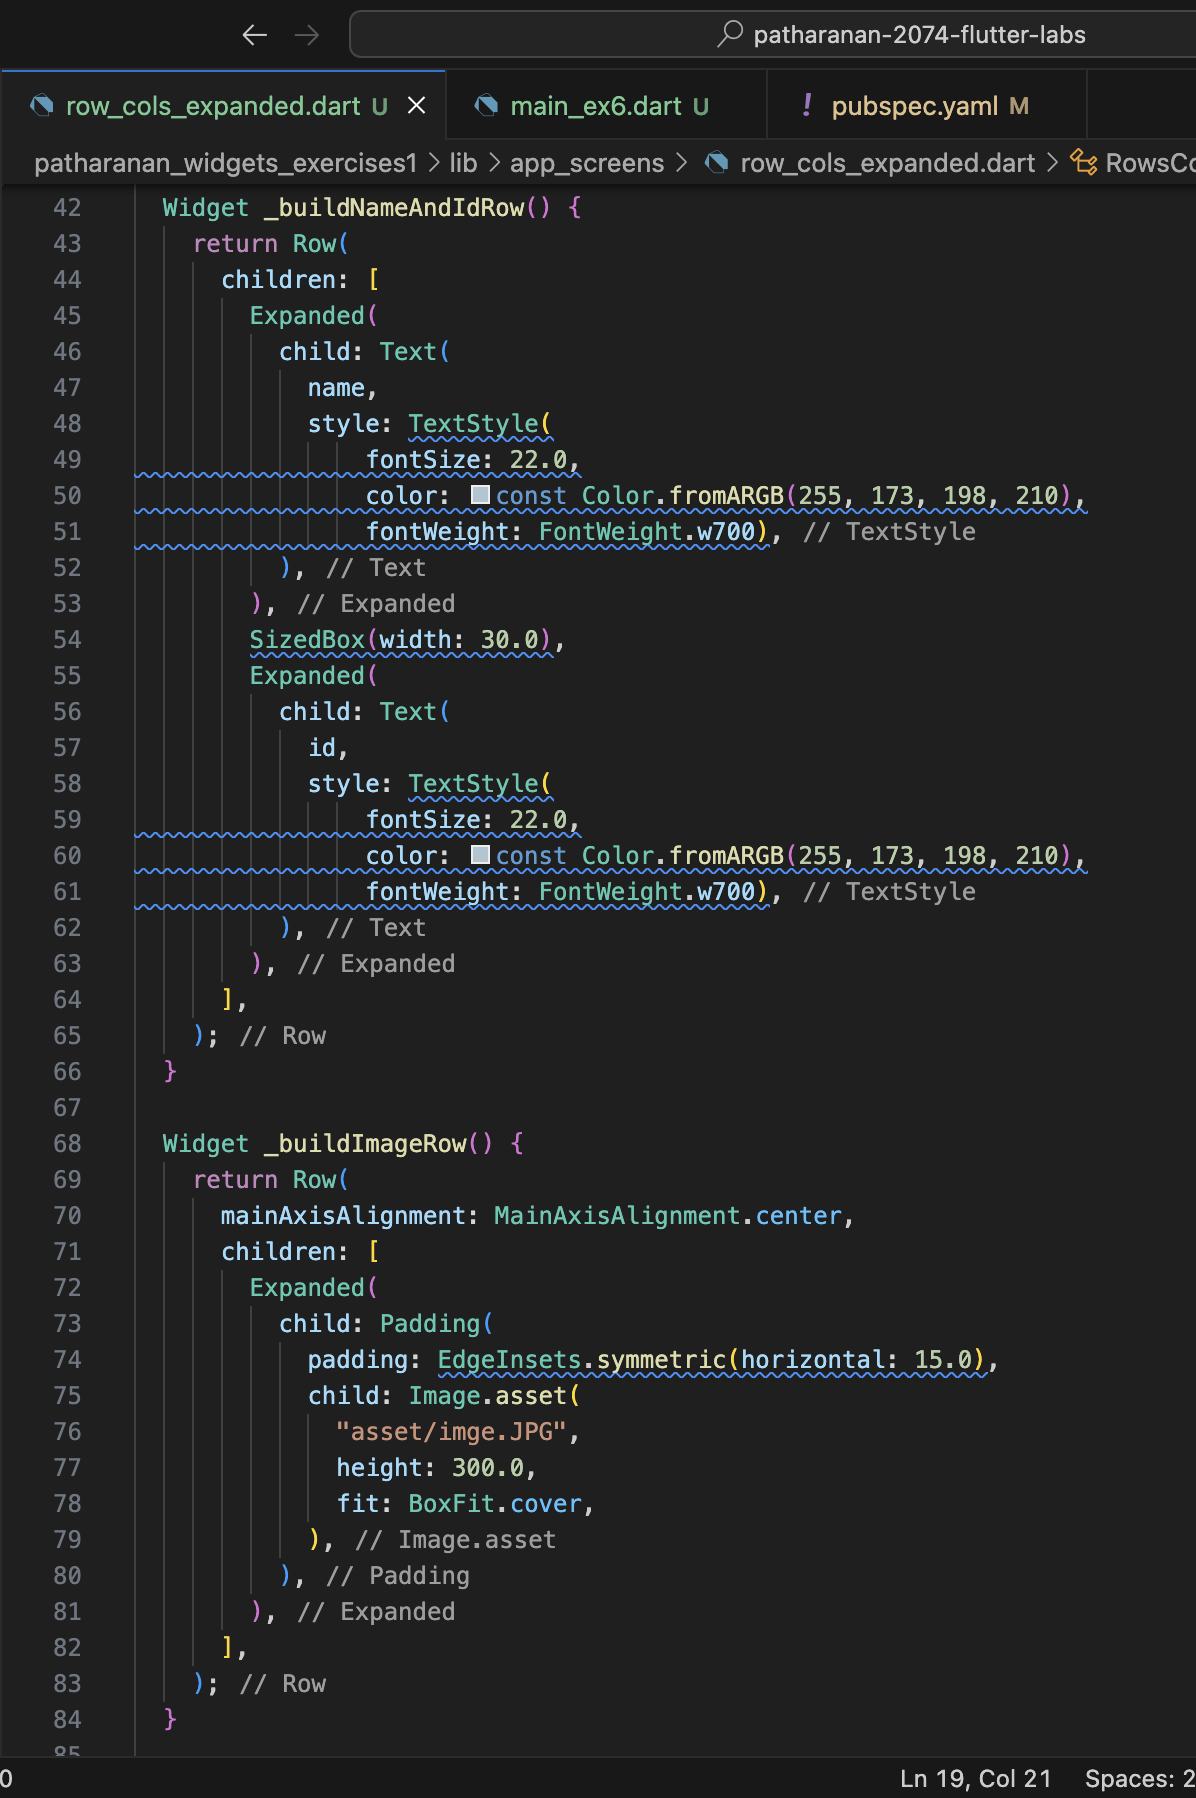 patharanan-2074-flutter-labs
row_cols_expanded.dart U
main_ex6.dart U
! pubspec.yaml M
patharanan_widgets_exercises1 > lib > app_screens > row_cols_expanded.dart > RowsCo
42 Widget _buildNameAndIdRow() {
43 return Row(
44 children: [
45 Expanded(
46 child: Text(
47 name,
48 style: TextStyle(
49 fontSize: 22.0,
50 color: const Color.fromARGB(255, 173, 198, 210),
51 fontWeight: FontWeight.w700), // TextStyle
52 ), // Text
53 ), // Expanded
54 SizedBox(width: 30.0),
55 Expanded(
56 child: Text(
57 id,
58 style: TextStyle(
59 fontSize: 22.0,
60 color: const Color.fromARGB(255, 173, 198, 210),
61 fontWeight: FontWeight.w700), // TextStyle
62 ), // Text
63 ), // Expanded
64 ],
65 ); // Row
66 }
67
68 Widget _buildImageRow() {
69 return Row(
70 mainAxisAlignment: MainAxisAlignment.center,
71 children: [
72 Expanded(
73 child: Padding(
74 padding: EdgeInsets.symmetric(horizontal: 15.0),
75 child: Image.asset(
76 "asset/imge.JPG",
77 height: 300.0,
78 fit: BoxFit.cover,
79 ), // Image.asset
80 ), // Padding
81 ), // Expanded
82 ],
83 ); // Row
84 }
85
0
Ln 19, Col 21
Spaces: 2